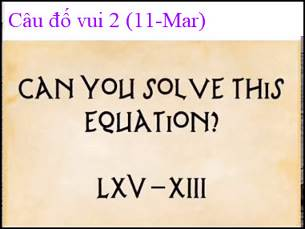 Câu đố vui 2 (11-Mar)
CAN YOU SOLVE THIS
EQUATION?
LXV – XIII